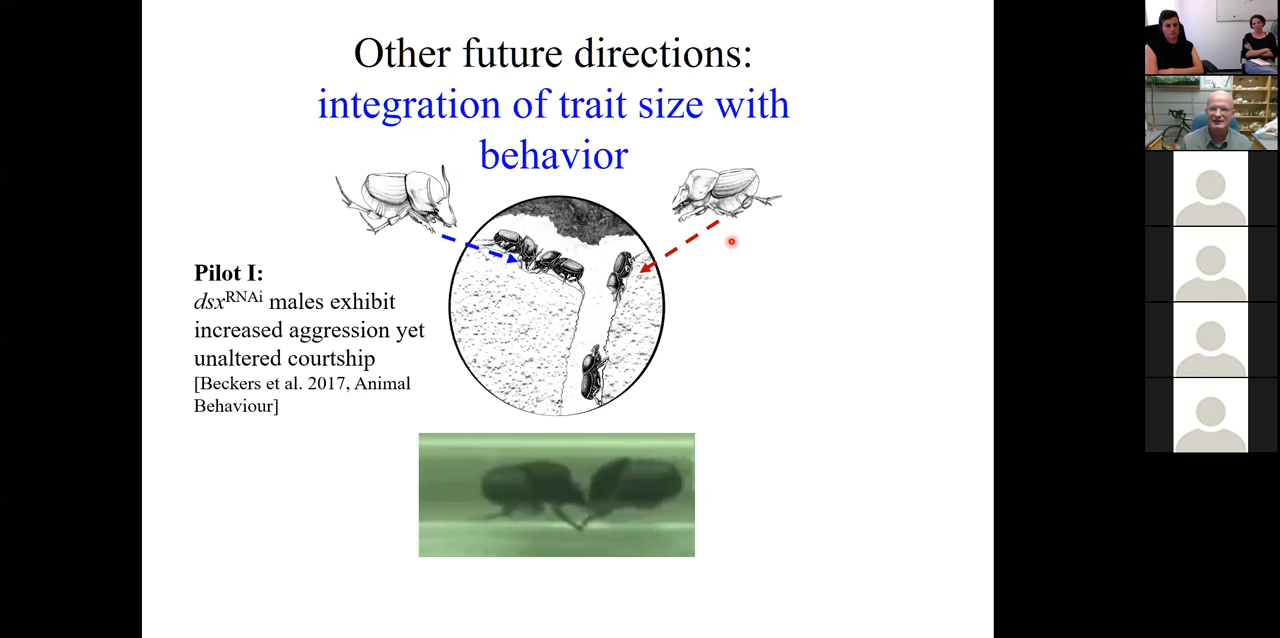 Other future directions:
integration of trait size with
behavior
Pilot I:
dsxRNAi males exhibit
increased aggression yet
unaltered courtship
[Beckers et al. 2017, Animal
Behaviour]